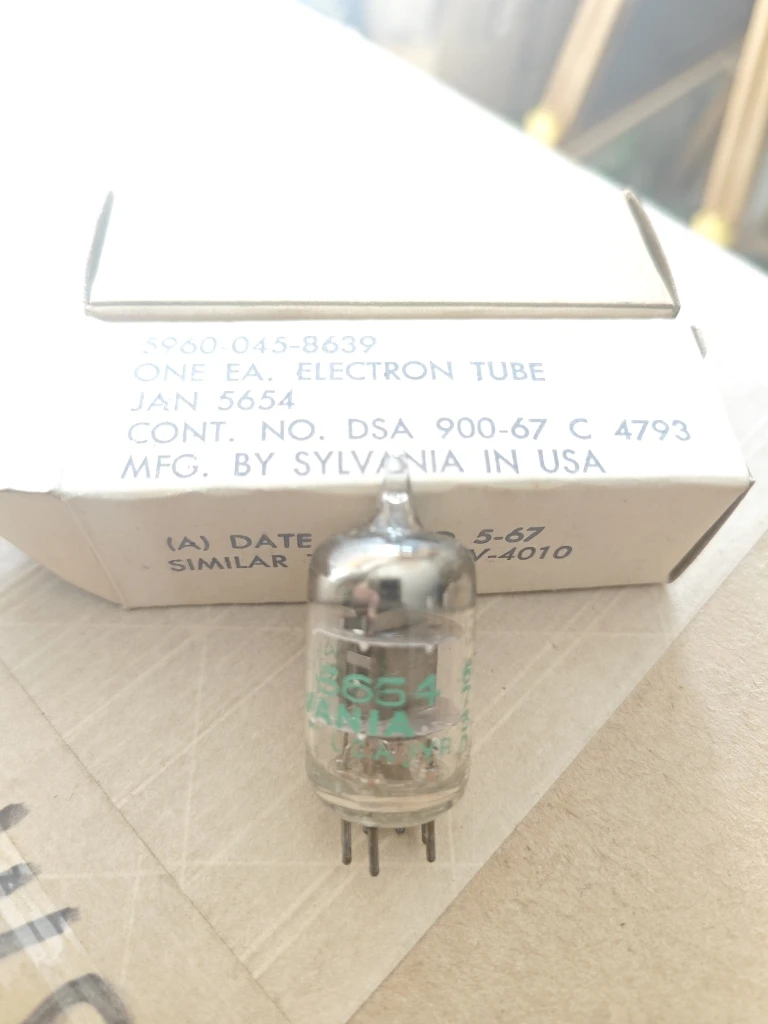 5960-045-8639
ONE EA. ELECTRON TUBE
JAN 5654
CONT. NO. DSA 900-67 C 4793
MFG. BY SYLVANIA IN USA
(A) DATE 5-67
SIMILAR V-4010
5654
VANIA
USA